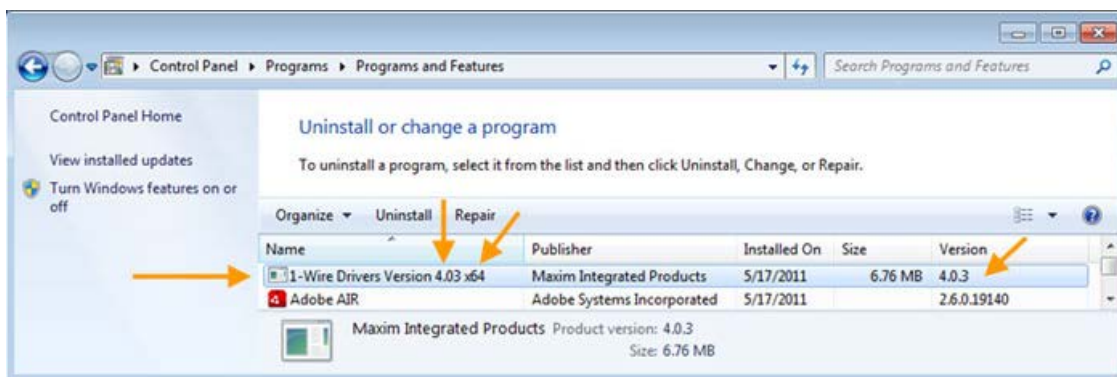 Control Panel ▸ Programs ▸ Programs and Features
Search Programs and Features
Control Panel Home
View installed updates
Turn Windows features on or
off
Uninstall or change a program
To uninstall a program, select it from the list and then click Uninstall, Change, or Repair.
Organize Uninstall Repair
Name Publisher Installed On Size Version
1-Wire Drivers Version 4.03 x64 Maxim Integrated Products 5/17/2011 6.76 MB 4.0.3
Adobe AIR Adobe Systems Incorporated 5/17/2011 2.6.0.19140
Maxim Integrated Products Product version: 4.0.3
Size: 6.76 MB